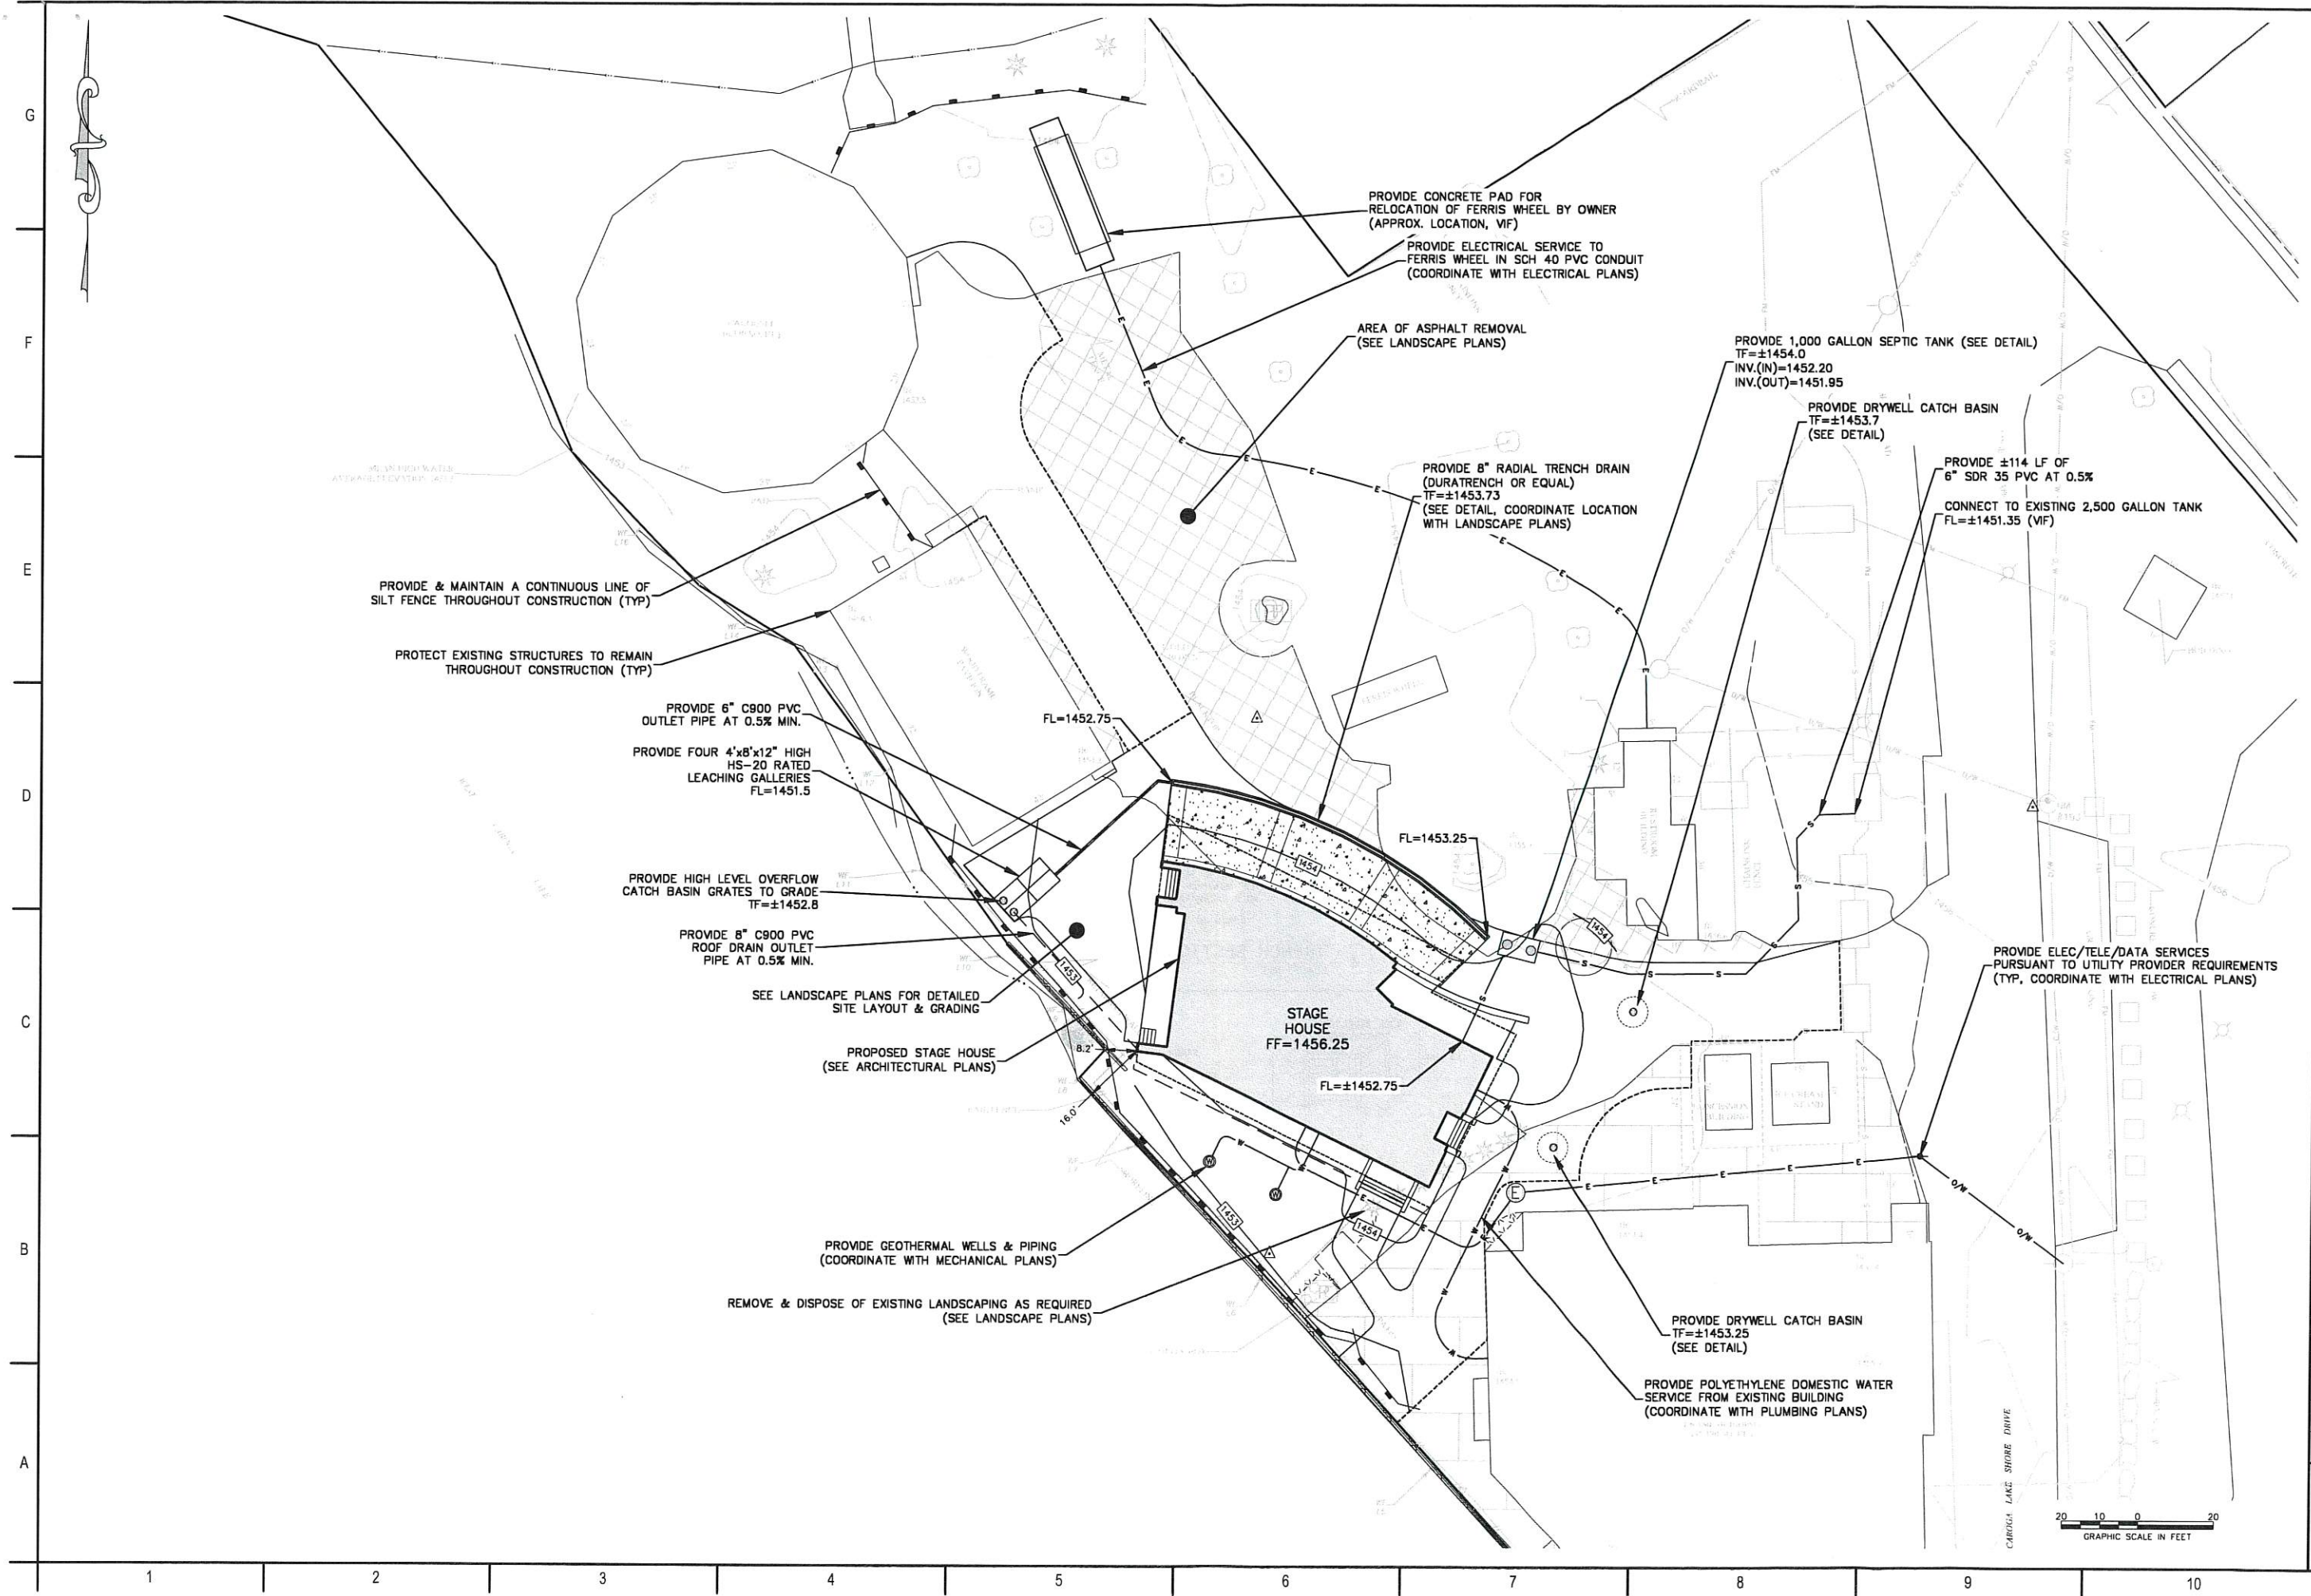 G
F
E
D
C
B
A
1
2
3
4
5
6
7
8
9
10
PROVIDE CONCRETE PAD FOR
RELOCATION OF FERRIS WHEEL BY OWNER
(APPROX. LOCATION, VIF)
PROVIDE ELECTRICAL SERVICE TO
FERRIS WHEEL IN SCH 40 PVC CONDUIT
(COORDINATE WITH ELECTRICAL PLANS)
AREA OF ASPHALT REMOVAL
(SEE LANDSCAPE PLANS)
PROVIDE 1,000 GALLON SEPTIC TANK (SEE DETAIL)
TF=±1454.0
INV.(IN)=1452.20
INV.(OUT)=1451.95
PROVIDE DRYWELL CATCH BASIN
TF=±1453.7
(SEE DETAIL)
PROVIDE 8" RADIAL TRENCH DRAIN
(DURATRENCH OR EQUAL)
TF=±1453.73
(SEE DETAIL, COORDINATE LOCATION
WITH LANDSCAPE PLANS)
PROVIDE ±114 LF OF
6" SDR 35 PVC AT 0.5%
CONNECT TO EXISTING 2,500 GALLON TANK
FL=±1451.35 (VIF)
PROVIDE & MAINTAIN A CONTINUOUS LINE OF
SILT FENCE THROUGHOUT CONSTRUCTION (TYP)
PROTECT EXISTING STRUCTURES TO REMAIN
THROUGHOUT CONSTRUCTION (TYP)
PROVIDE 6" C900 PVC
OUTLET PIPE AT 0.5% MIN.
FL=1452.75
PROVIDE FOUR 4'x8'x12" HIGH
HS-20 RATED
LEACHING GALLERIES
FL=1451.5
FL=1453.25
1454
PROVIDE HIGH LEVEL OVERFLOW
CATCH BASIN GRATES TO GRADE
TF=±1452.8
PROVIDE 8" C900 PVC
ROOF DRAIN OUTLET
PIPE AT 0.5% MIN.
1453
1454
SEE LANDSCAPE PLANS FOR DETAILED
SITE LAYOUT & GRADING
PROVIDE ELEC/TELE/DATA SERVICES
PURSUANT TO UTILITY PROVIDER REQUIREMENTS
(TYP, COORDINATE WITH ELECTRICAL PLANS)
STAGE
HOUSE
FF=1456.25
PROPOSED STAGE HOUSE
(SEE ARCHITECTURAL PLANS)
8.2'
16.0'
FL=±1452.75
1453
1454
PROVIDE GEOTHERMAL WELLS & PIPING
(COORDINATE WITH MECHANICAL PLANS)
REMOVE & DISPOSE OF EXISTING LANDSCAPING AS REQUIRED
(SEE LANDSCAPE PLANS)
PROVIDE DRYWELL CATCH BASIN
TF=±1453.25
(SEE DETAIL)
PROVIDE POLYETHYLENE DOMESTIC WATER
SERVICE FROM EXISTING BUILDING
(COORDINATE WITH PLUMBING PLANS)
CAROGA LAKE SHORE DRIVE
20 10 0 20
GRAPHIC SCALE IN FEET